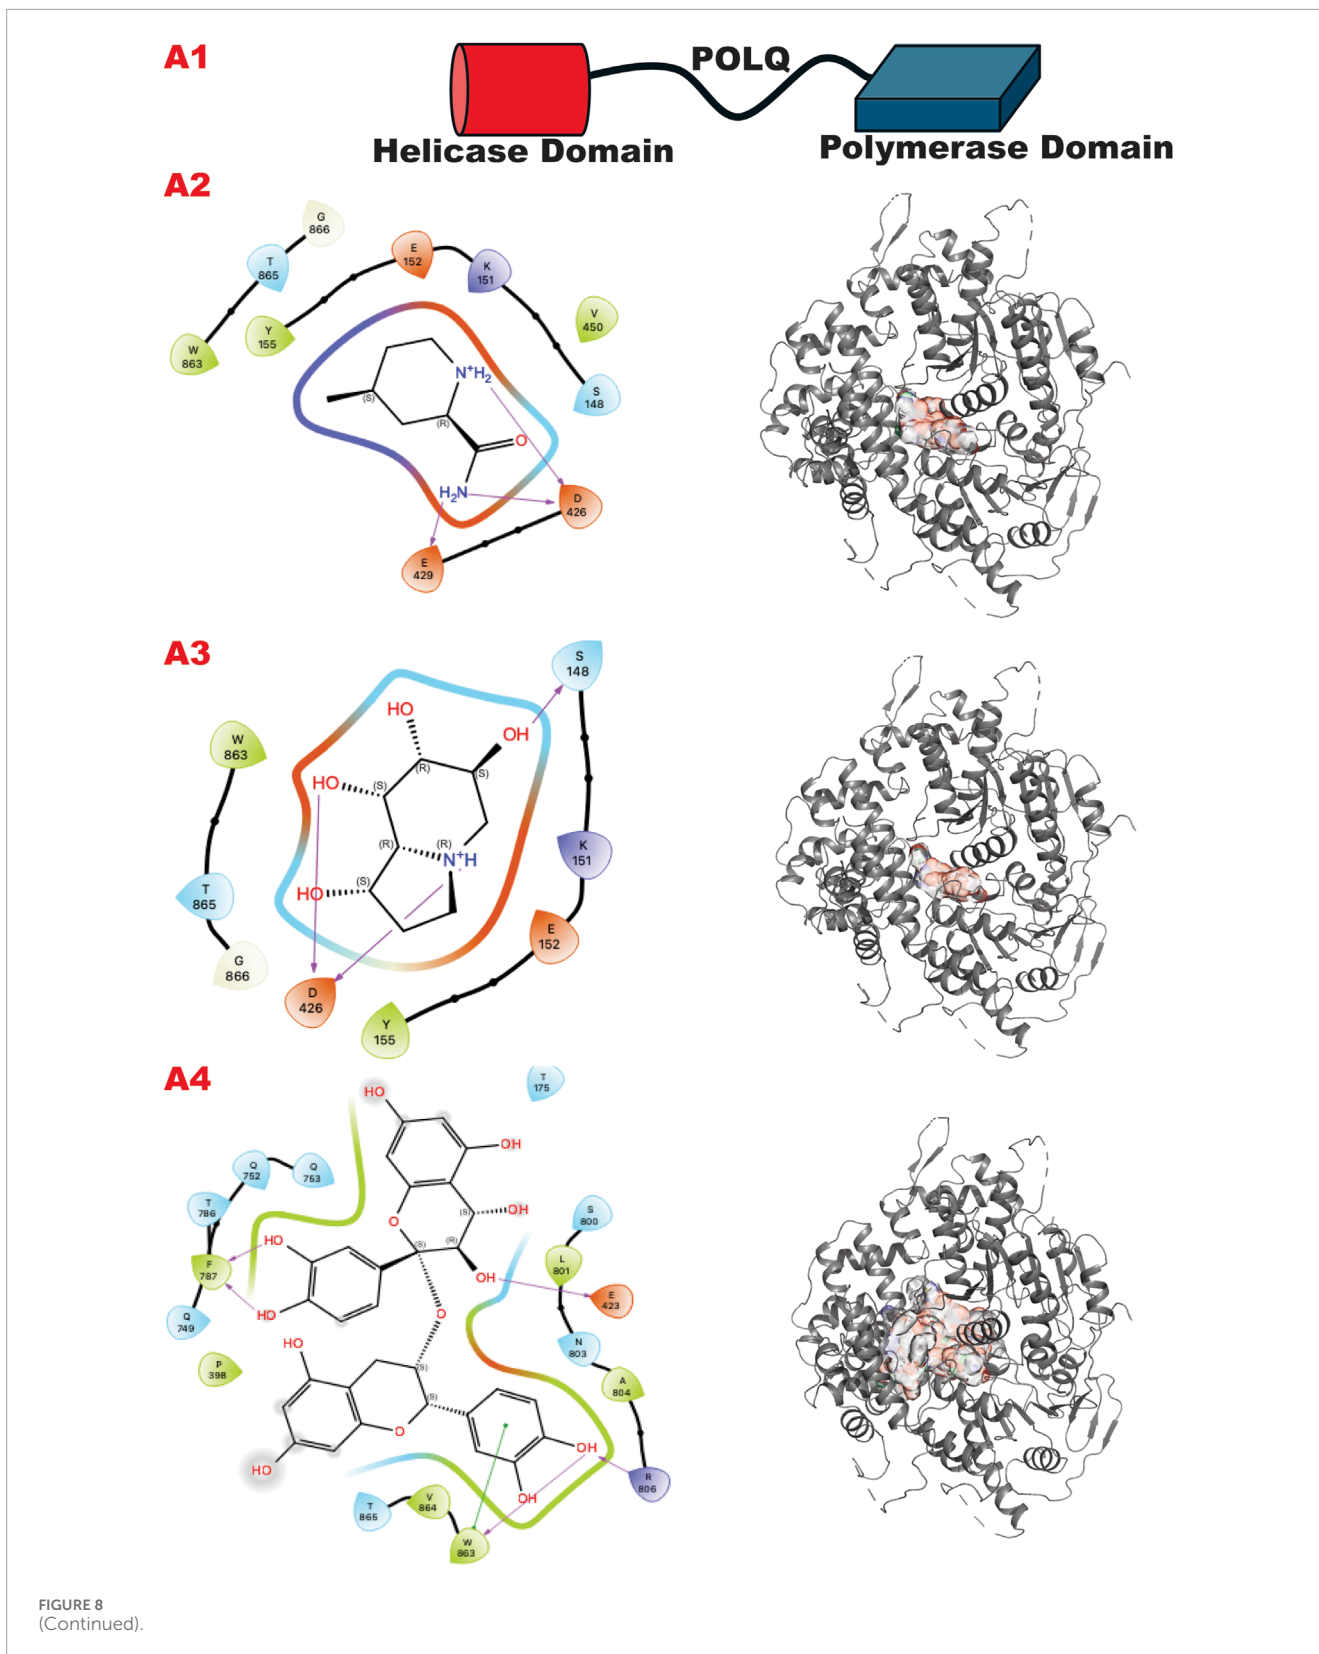 A1
POLQ
Helicase Domain
Polymerase Domain
A2
G
866
T
865
E
152
K
151
Y
155
W
863
V
450
S
148
N⁺H₂
(S)
(R)
O
H₂N
D
426
E
429
A3
S
148
HO
OH
W
863
(R)
(S)
HO
(S)
(R)
(R)
N⁺H
K
151
(S)
HO
T
865
E
152
G
866
D
426
Y
155
A4
T
175
HO
OH
Q
752
Q
753
T
786
(S)
OH
S
800
O
(R)
(S)
HO
F
787
L
801
OH
E
423
HO
O
Q
749
HO
N
803
P
398
(S)
A
804
(S)
O
OH
HO
R
806
OH
T
865
V
864
W
863
FIGURE 8
(Continued).